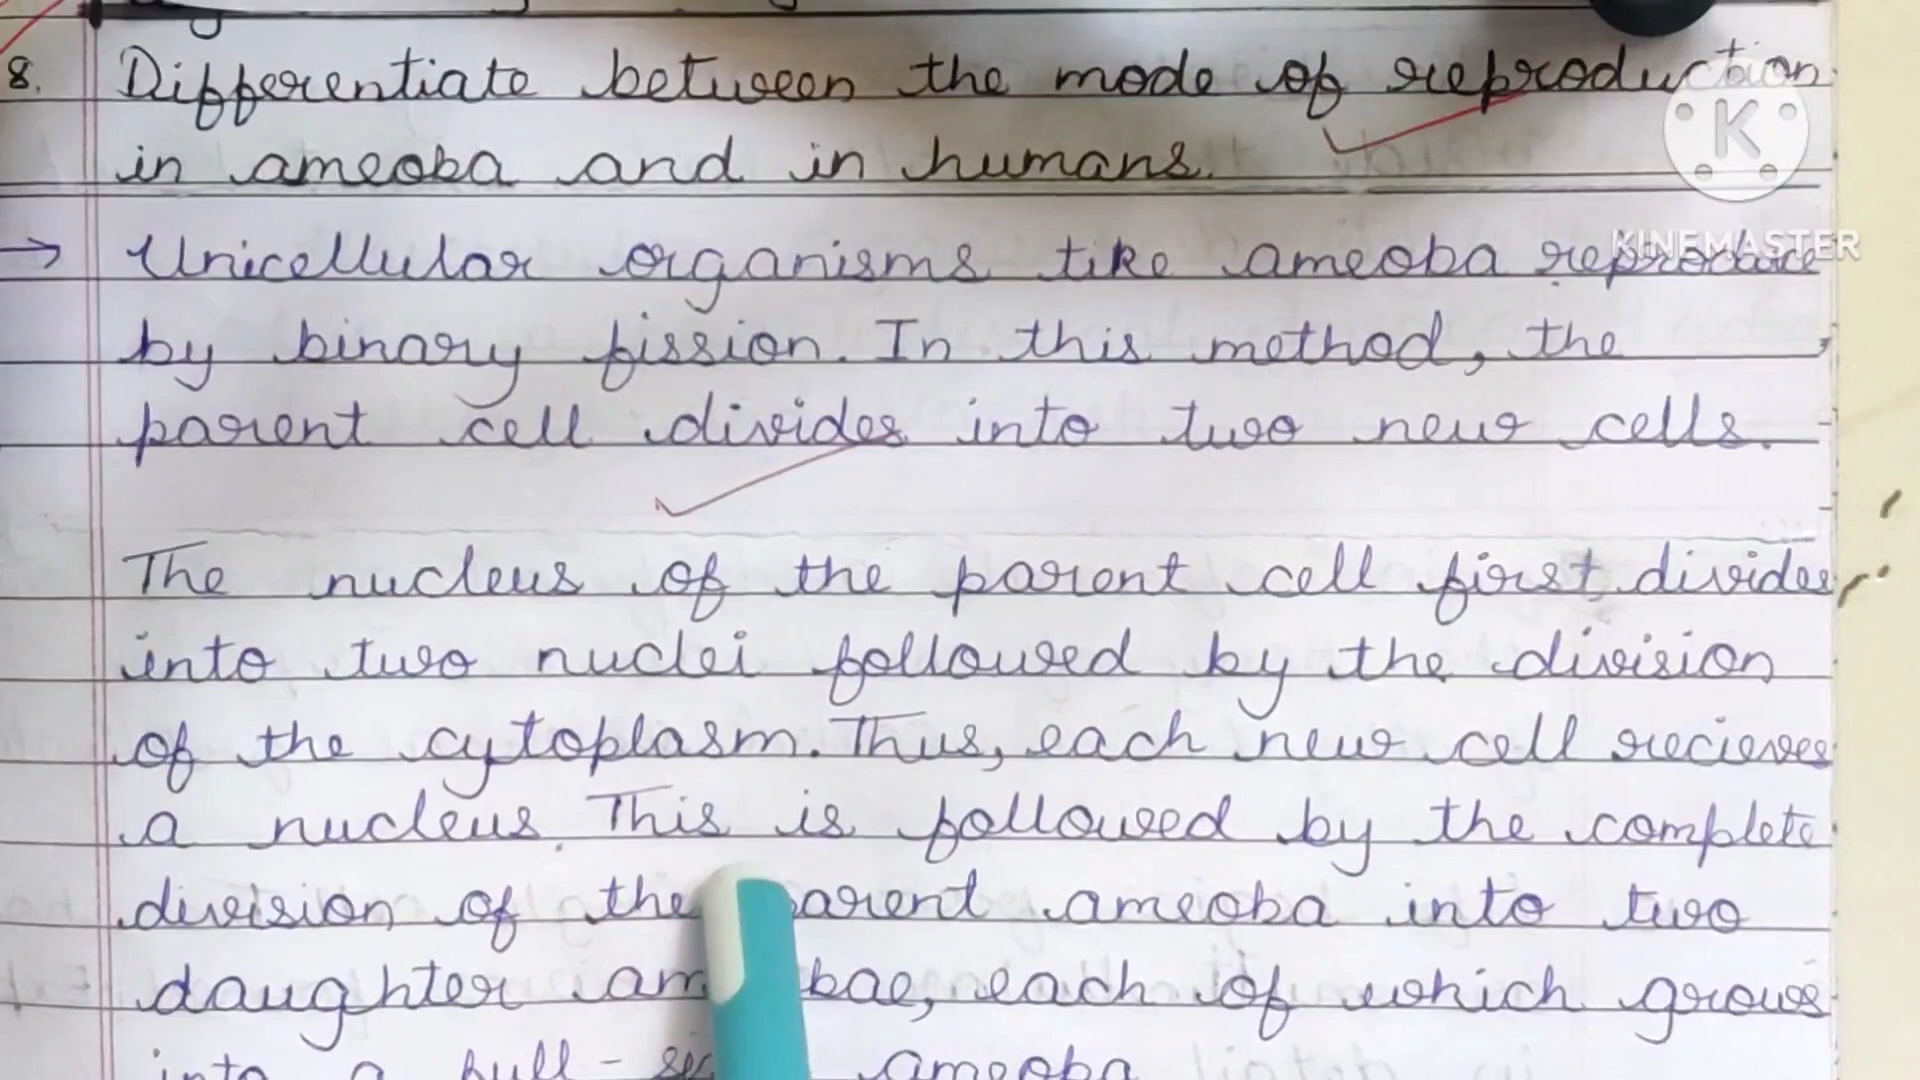 8. Differentiate between the mode of reproduction
in ameoba and in humans.
→ Unicellular organisms like ameoba reproduce
by binary fission. In this method, the
parent cell divides into two new cells.
The nucleus of the parent cell first divides
into two nuclei followed by the division
of the cytoplasm. Thus, each new cell recieves
a nucleus. This is followed by the complete
division of the parent ameoba into two
daughter am bae, each of which grows
into a full - ameoba
K
KINEMASTER